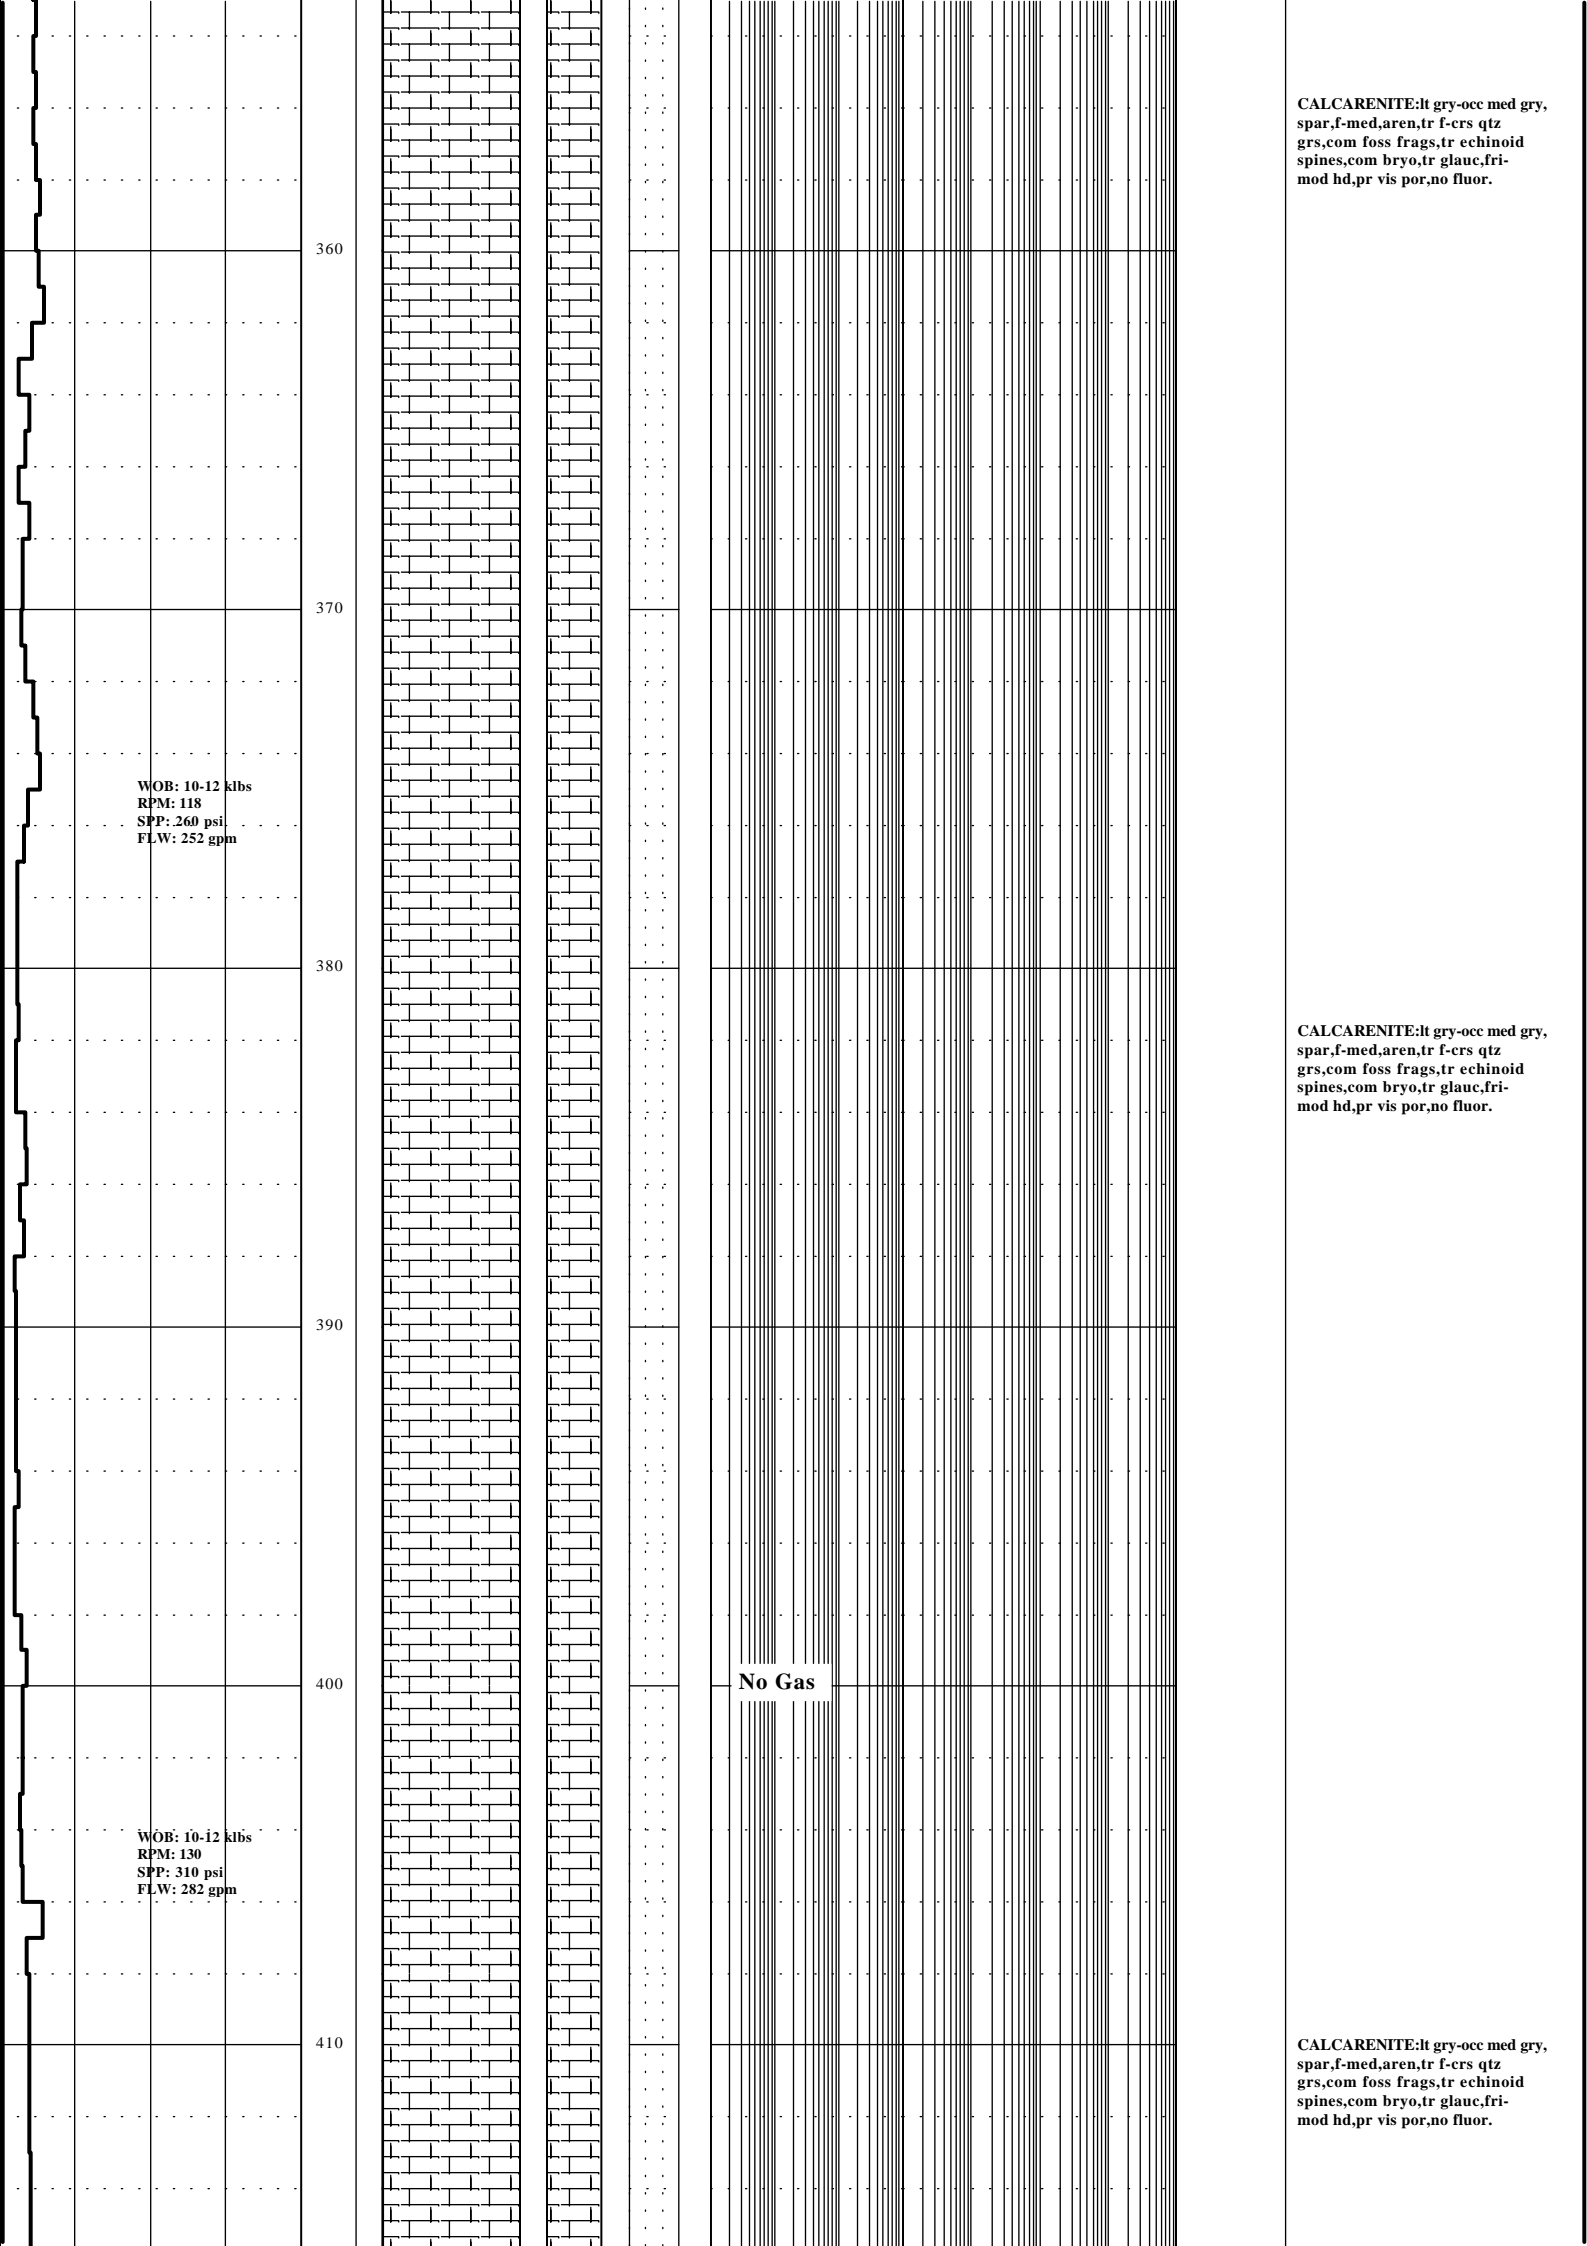 CALCARENITE:lt gry-occ med gry,
spar,f-med,aren,tr f-crs qtz
grs,com foss frags,tr echinoid
spines,com bryo,tr glauc,fri-
mod hd,pr vis por,no fluor.
360
370
WOB: 10-12 klbs
RPM: 118
SPP: 260 psi
FLW: 252 gpm
380
CALCARENITE:lt gry-occ med gry,
spar,f-med,aren,tr f-crs qtz
grs,com foss frags,tr echinoid
spines,com bryo,tr glauc,fri-
mod hd,pr vis por,no fluor.
390
400
No Gas
WOB: 10-12 klbs
RPM: 130
SPP: 310 psi
FLW: 282 gpm
410
CALCARENITE:lt gry-occ med gry,
spar,f-med,aren,tr f-crs qtz
grs,com foss frags,tr echinoid
spines,com bryo,tr glauc,fri-
mod hd,pr vis por,no fluor.